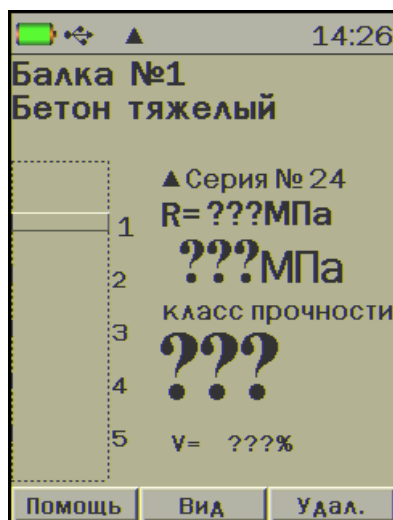 14:26
Балка №1
Бетон тяжелый
▲Серия № 24
R=???МПа
1
???МПа
2
класс прочности
3
???
4
5
V= ???%
Помощь Вид Удал.